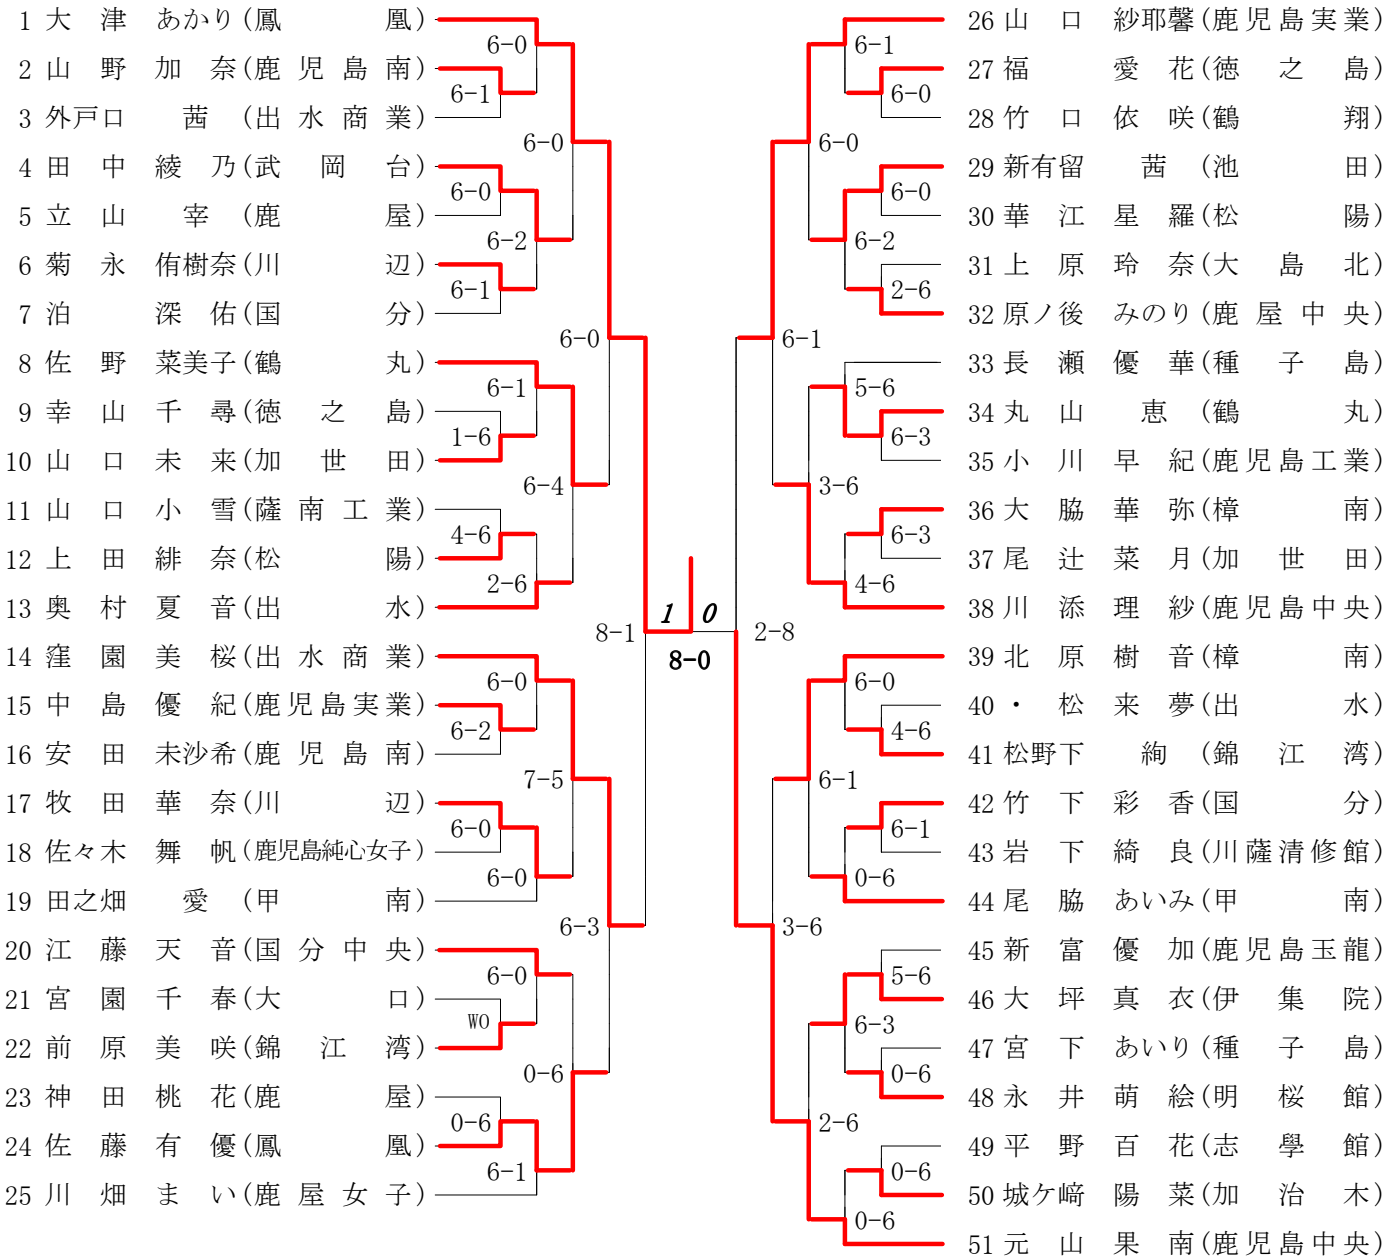 1 大津 あかり (鳳凰)
2 山野 加奈 (鹿児島南)
3 外戸口 茜 (出水商業)
4 田中 綾乃 (武岡台)
5 立山 宰 (鹿屋)
6 菊永 侑樹奈 (川辺)
7 泊 深佑 (国分)
8 佐野 菜美子 (鶴丸)
9 幸山 千尋 (徳之島)
10 山口 未来 (加世田)
11 山口 小雪 (薩南工業)
12 上田 緋奈 (松陽)
13 奥村 夏音 (出水)
14 窪園 美桜 (出水商業)
15 中島 優紀 (鹿児島実業)
16 安田 未沙希 (鹿児島南)
17 牧田 華奈 (川辺)
18 佐々木 舞帆 (鹿児島純心女子)
19 田之畑 愛 (甲南)
20 江藤 天音 (国分中央)
21 宮園 千春 (大口)
22 前原 美咲 (錦江湾)
23 神田 桃花 (鹿屋)
24 佐藤 有優 (鳳凰)
25 川畑 まい (鹿屋女子)
6-0
6-1
6-0
6-0
6-2
6-1
6-0
6-1
1-6
6-4
4-6
2-6
8-1
6-0
6-2
7-5
6-0
6-0
6-3
6-0
WO
0-6
0-6
6-1
1 0
8-0
6-1
6-0
6-0
6-0
6-2
2-6
6-1
5-6
6-3
3-6
6-3
4-6
2-8
6-0
4-6
6-1
6-1
0-6
3-6
5-6
6-3
0-6
2-6
0-6
0-6
26 山口 紗耶馨 (鹿児島実業)
27 福 愛花 (徳之島)
28 竹口 依咲 (鶴翔)
29 新有留 茜 (池田)
30 華江 星羅 (松陽)
31 上原 玲奈 (大島北)
32 原ノ後 みのり (鹿屋中央)
33 長瀬 優華 (種子島)
34 丸山 恵 (鶴丸)
35 小川 早紀 (鹿児島工業)
36 大脇 華弥 (樟南)
37 尾辻 菜月 (加世田)
38 川添 理紗 (鹿児島中央)
39 北原 樹音 (樟南)
40 ・松 来夢 (出水)
41 松野下 絢 (錦江湾)
42 竹下 彩香 (国分)
43 岩下 綺良 (川薩清修館)
44 尾脇 あいみ (甲南)
45 新富 優加 (鹿児島玉龍)
46 大坪 真衣 (伊集院)
47 宮下 あいり (種子島)
48 永井 萌絵 (明桜館)
49 平野 百花 (志學館)
50 城ケ﨑 陽菜 (加治木)
51 元山 果南 (鹿児島中央)